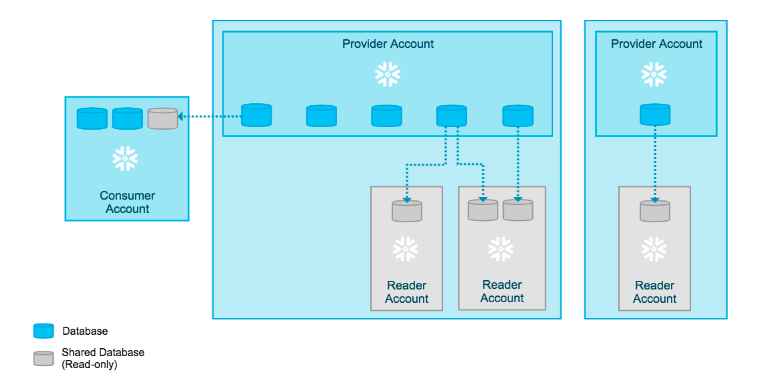 Provider Account
Provider Account
Consumer
Account
Reader
Account
Reader
Account
Reader
Account
Database
Shared Database
(Read-only)